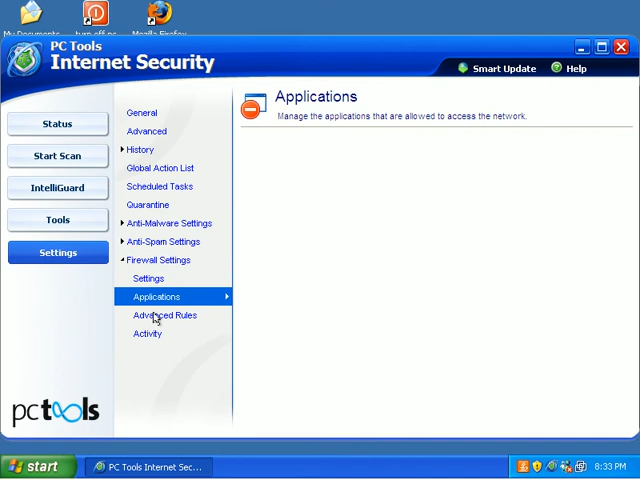 My Documents
turn off pc
Mozilla Firefox
PC Tools
Internet Security
Smart Update
Help
Status
Start Scan
IntelliGuard
Tools
Settings
General
Advanced
History
Global Action List
Scheduled Tasks
Quarantine
Anti-Malware Settings
Anti-Spam Settings
Firewall Settings
Settings
Applications
Advanced Rules
Activity
Applications
Manage the applications that are allowed to access the network.
pctools
start
PC Tools Internet Sec...
8:33 PM